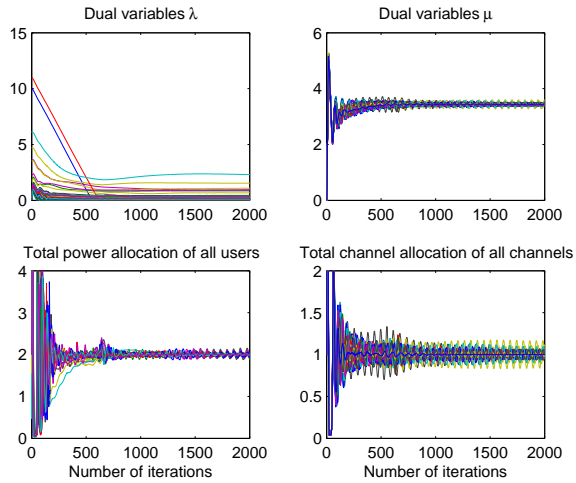 Dual variables λ
15
10
5
0
0 500 1000 1500 2000
Dual variables μ
6
4
2
0
0 500 1000 1500 2000
Total power allocation of all users
4
3
2
1
0
0 500 1000 1500 2000
Number of iterations
Total channel allocation of all channels
2
1.5
1
0.5
0
0 500 1000 1500 2000
Number of iterations